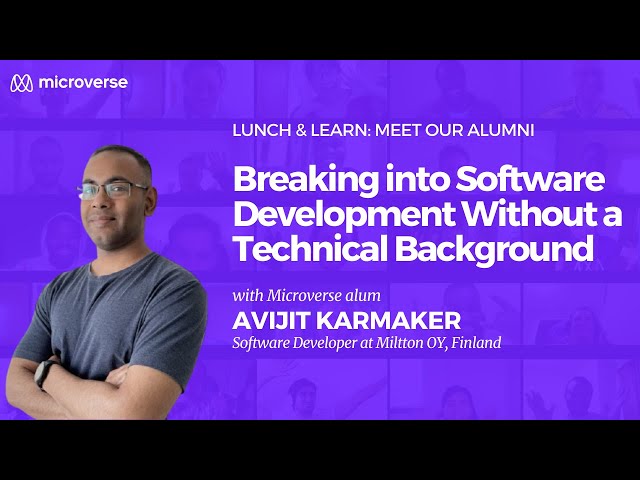 microverse
LUNCH & LEARN: MEET OUR ALUMNI
Breaking into Software
Development Without a
Technical Background
with Microverse alum
AVIJIT KARMAKER
Software Developer at Miltton OY, Finland